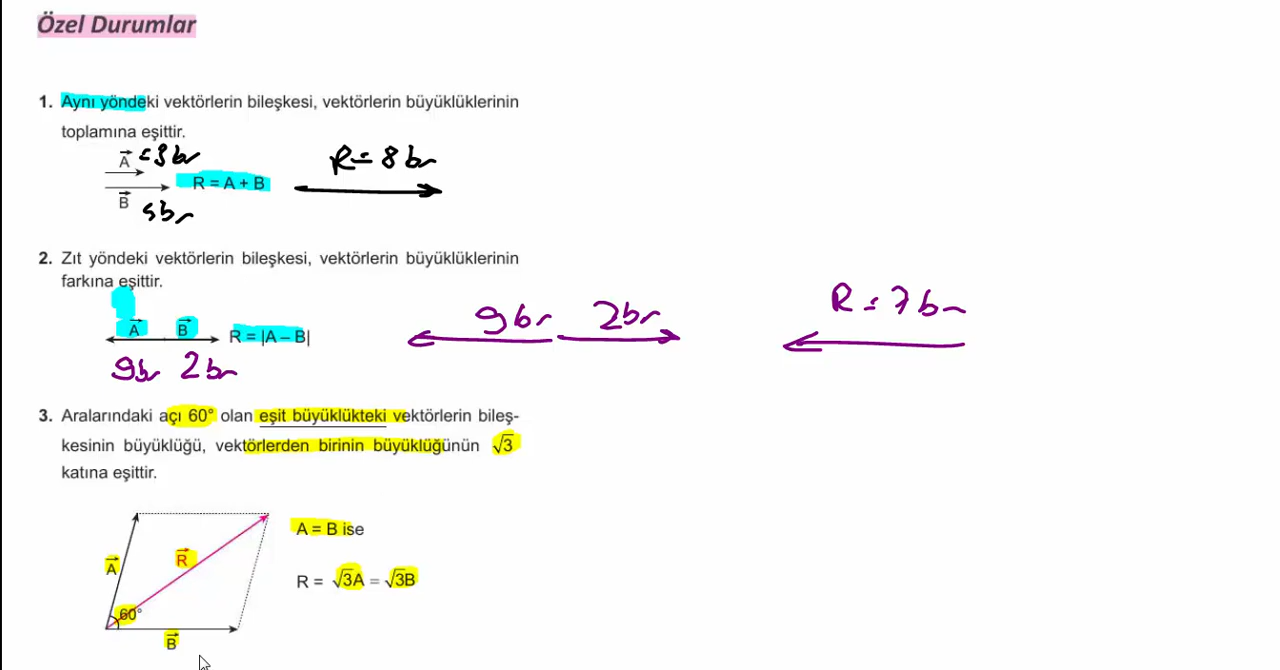 Özel Durumlar
1. Aynı yöndeki vektörlerin bileşkesi, vektörlerin büyüklüklerinin
toplamına eşittir.
A = 3br
R = A + B
B 5br
R = 8 br
2. Zıt yöndeki vektörlerin bileşkesi, vektörlerin büyüklüklerinin
farkına eşittir.
A B R = |A – B|
9br 2br
9br 2br
R = 7br
3. Aralarındaki açı 60° olan eşit büyüklükteki vektörlerin bileş-
kesinin büyüklüğü, vektörlerden birinin büyüklüğünün √3
katına eşittir.
A = B ise
A R
R = √3A = √3B
60°
B